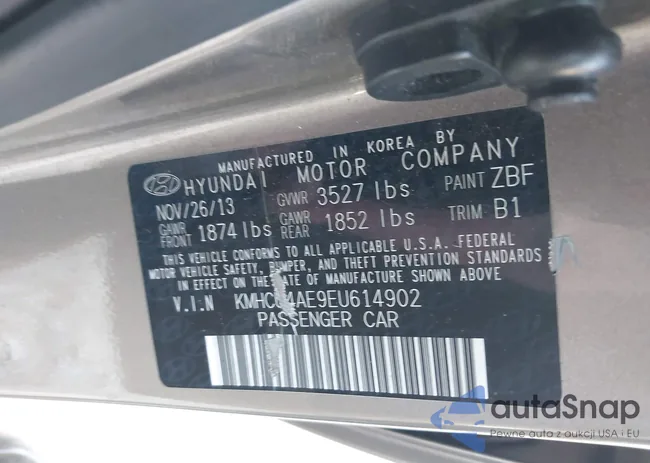 MANUFACTURED IN KOREA BY
HYUNDAI MOTOR COMPANY
NOV/26/13 GVWR 3527 lbs PAINT ZBF
GAWR FRONT 1874 lbs GAWR REAR 1852 lbs TRIM B1
THIS VEHICLE CONFORMS TO ALL APPLICABLE U.S.A. FEDERAL
MOTOR VEHICLE SAFETY, BUMPER, AND THEFT PREVENTION STANDARDS
IN EFFECT ON THE DATE OF MANUFACTURE SHOWN ABOVE
V.I.N
PASSENGER CAR
autaSnap
Pewne auta z aukcji USA i EU